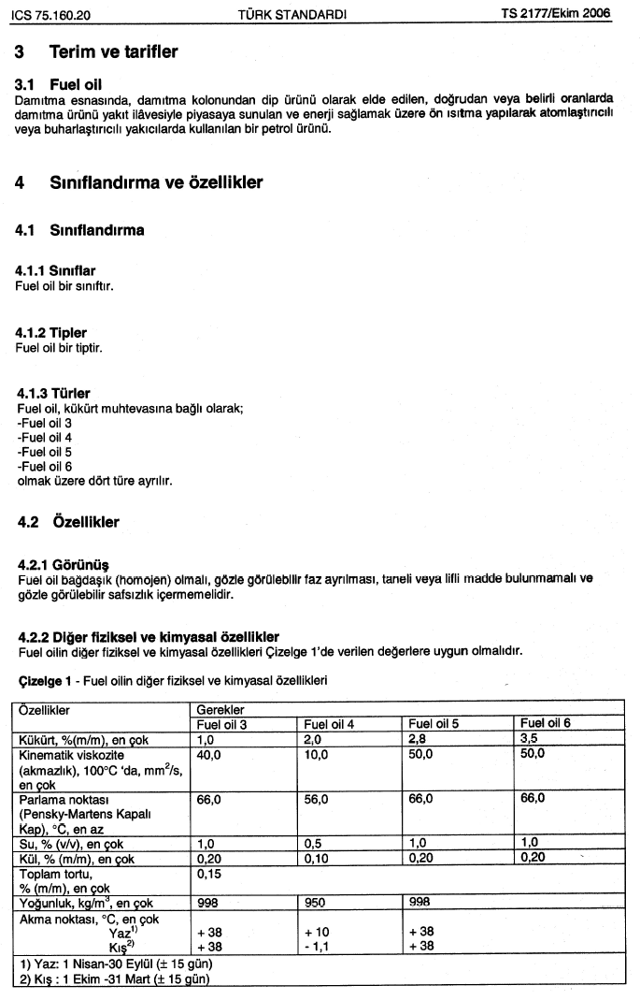 ICS 75.160.20 TÜRK STANDARDI TS 2177/Ekim 2006
3 Terim ve tarifler
3.1 Fuel oil
Damıtma esnasında, damıtma kolonundan dip ürünü olarak elde edilen, doğrudan veya belirli oranlarda
damıtma ürünü yakıt ilâvesiyle piyasaya sunulan ve enerji sağlamak üzere ön ısıtma yapılarak atomlaştırıcılı
veya buharlaştırıcılı yakıcılarda kullanılan bir petrol ürünü.
4 Sınıflandırma ve özellikler
4.1 Sınıflandırma
4.1.1 Sınıflar
Fuel oil bir sınıftır.
4.1.2 Tipler
Fuel oil bir tiptir.
4.1.3 Türler
Fuel oil, kükürt muhtevasına bağlı olarak;
-Fuel oil 3
-Fuel oil 4
-Fuel oil 5
-Fuel oil 6
olmak üzere dört türe ayrılır.
4.2 Özellikler
4.2.1 Görünüş
Fuel oil bağdaşık (homojen) olmalı, gözle görülebilir faz ayrılması, taneli veya lifli madde bulunmamalı ve
gözle görülebilir safsızlık içermemelidir.
4.2.2 Diğer fiziksel ve kimyasal özellikler
Fuel oilin diğer fiziksel ve kimyasal özellikleri Çizelge 1'de verilen değerlere uygun olmalıdır.
Çizelge 1 - Fuel oilin diğer fiziksel ve kimyasal özellikleri
Özellikler Gerekler
Fuel oil 3 Fuel oil 4 Fuel oil 5 Fuel oil 6
Kükürt, %(m/m), en çok 1,0 2,0 2,8 3,5
Kinematik viskozite 40,0 10,0 50,0 50,0
(akmazlık), 100°C 'da, mm²/s,
en çok
Parlama noktası 66,0 56,0 66,0 66,0
(Pensky-Martens Kapalı
Kap), °C, en az
Su, % (v/v), en çok 1,0 0,5 1,0 1,0
Kül, % (m/m), en çok 0,20 0,10 0,20 0,20
Toplam tortu, 0,15
% (m/m), en çok
Yoğunluk, kg/m³, en çok 998 950 998
Akma noktası, °C, en çok
Yaz¹⁾ + 38 + 10 + 38
Kış²⁾ + 38 - 1,1 + 38
1) Yaz: 1 Nisan-30 Eylül (± 15 gün)
2) Kış : 1 Ekim -31 Mart (± 15 gün)